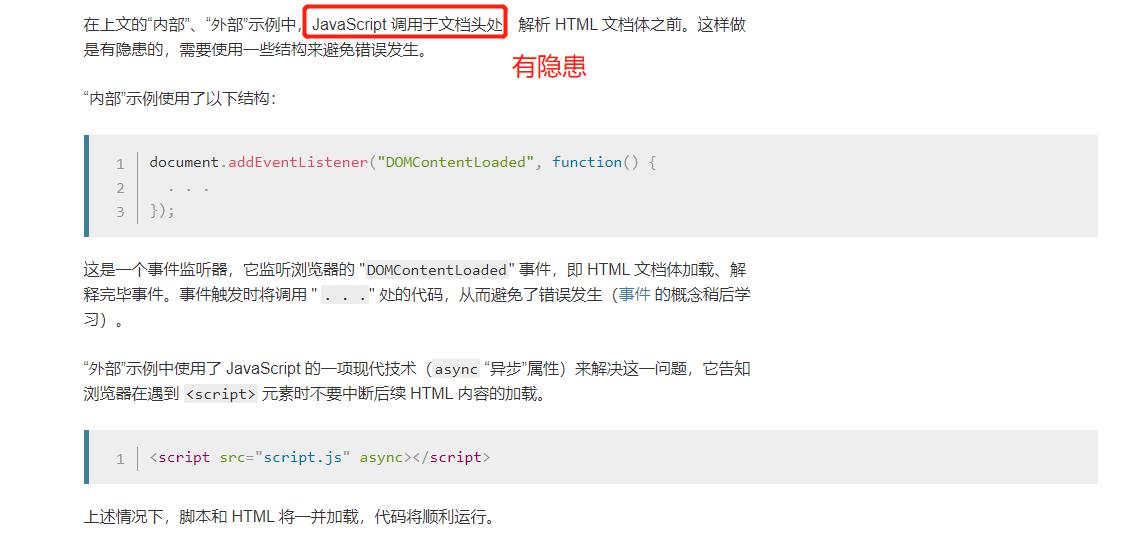 在上文的“内部”、“外部”示例中，JavaScript 调用于文档头处，解析 HTML 文档体之前。这样做
是有隐患的，需要使用一些结构来避免错误发生。
有隐患
“内部”示例使用了以下结构：
1 document.addEventListener("DOMContentLoaded", function() {
2 . . .
3 });
这是一个事件监听器，它监听浏览器的 "DOMContentLoaded" 事件，即 HTML 文档体加载、解
释完毕事件。事件触发时将调用 " . . ." 处的代码，从而避免了错误发生（事件 的概念稍后学
习）。
“外部”示例中使用了 JavaScript 的一项现代技术（async “异步”属性）来解决这一问题，它告知
浏览器在遇到 <script> 元素时不要中断后续 HTML 内容的加载。
1 <script src="script.js" async></script>
上述情况下，脚本和 HTML 将一并加载，代码将顺利运行。